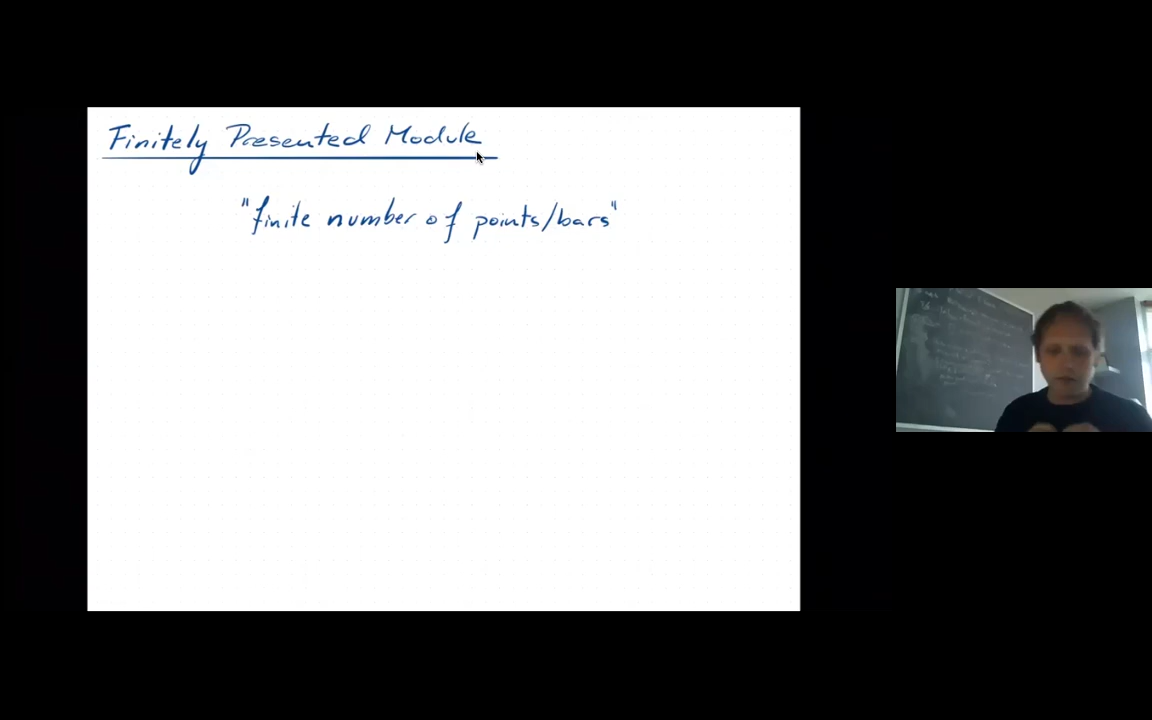 Finitely Presented Module
"finite number of points/bars"